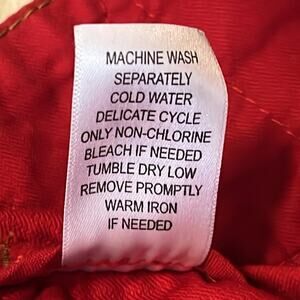 MACHINE WASH
SEPARATELY
COLD WATER
DELICATE CYCLE
ONLY NON-CHLORINE
BLEACH IF NEEDED
TUMBLE DRY LOW
REMOVE PROMPTLY
WARM IRON
IF NEEDED